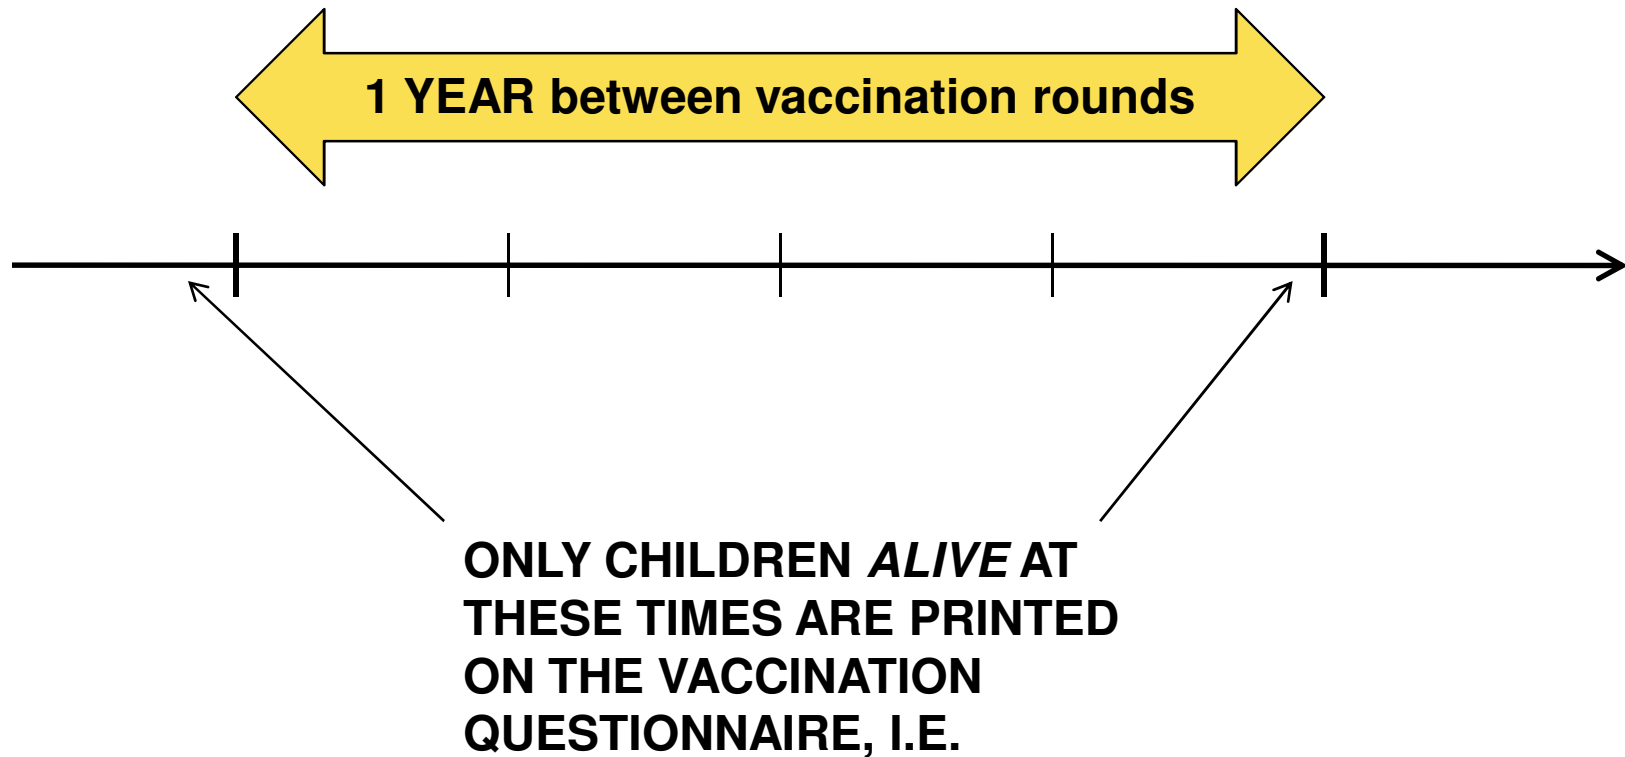 1 YEAR between vaccination rounds
ONLY CHILDREN ALIVE AT
THESE TIMES ARE PRINTED
ON THE VACCINATION
QUESTIONNAIRE, I.E.